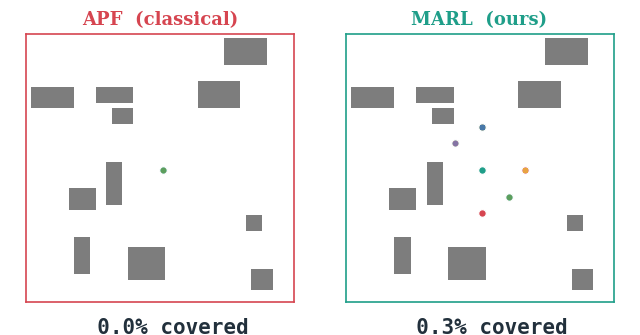 APF (classical)
MARL (ours)
0.0% covered
0.3% covered